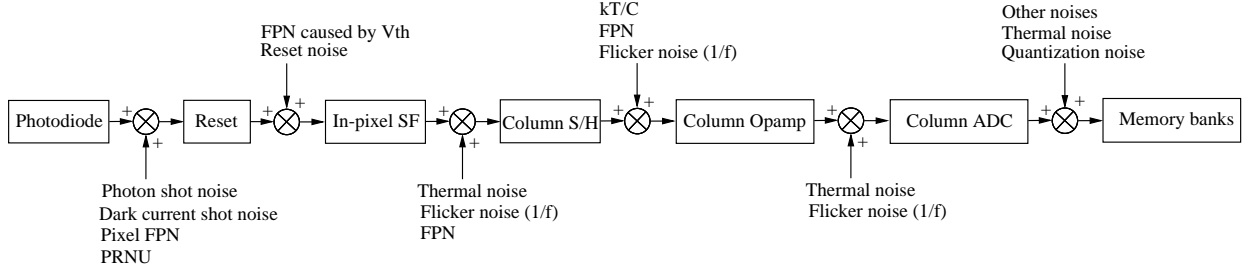 kT/C
FPN
Flicker noise (1/f)
Other noises
Thermal noise
Quantization noise
FPN caused by Vth
Reset noise
+ + + + + + + + + + + +
Photodiode
Reset
In-pixel SF
Column S/H
Column Opamp
Column ADC
Memory banks
Photon shot noise
Dark current shot noise
Pixel FPN
PRNU
Thermal noise
Flicker noise (1/f)
FPN
Thermal noise
Flicker noise (1/f)